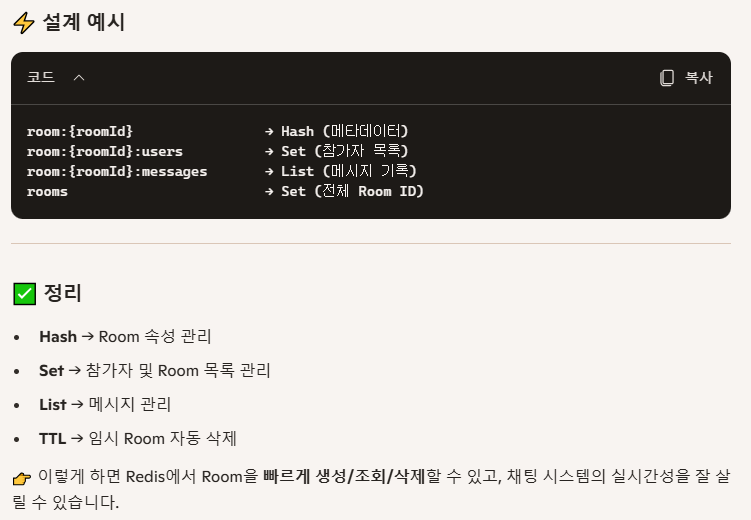 ⚡ 설계 예시
코드 복사
room:{roomId} → Hash (메타데이터)
room:{roomId}:users → Set (참가자 목록)
room:{roomId}:messages → List (메시지 기록)
rooms → Set (전체 Room ID)
✅ 정리
• Hash → Room 속성 관리
• Set → 참가자 및 Room 목록 관리
• List → 메시지 관리
• TTL → 임시 Room 자동 삭제
👉 이렇게 하면 Redis에서 Room을 빠르게 생성/조회/삭제할 수 있고, 채팅 시스템의 실시간성을 잘 살
릴 수 있습니다.